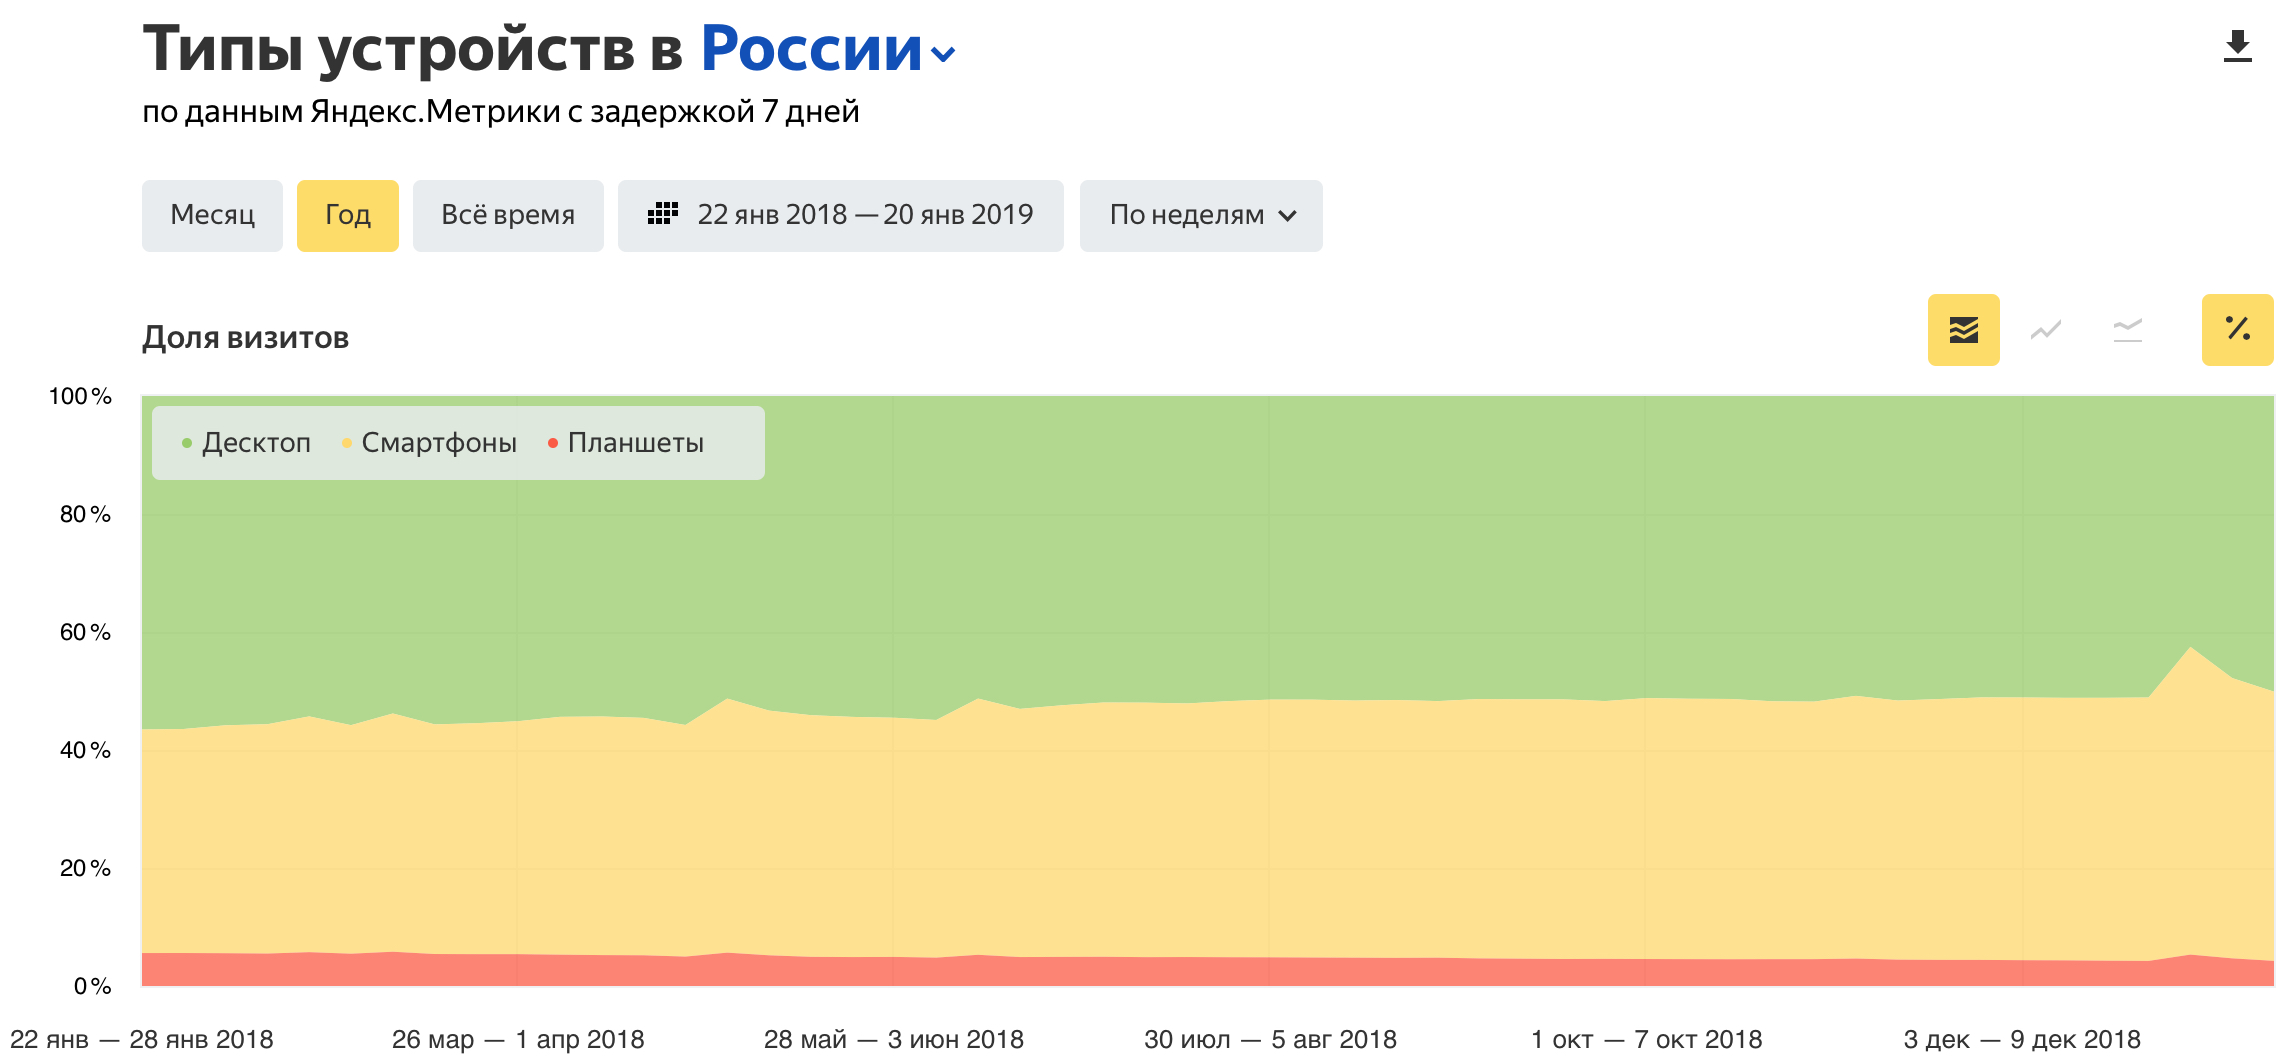 Типы устройств в России
по данным Яндекс.Метрики с задержкой 7 дней
Месяц Год Всё время 22 янв 2018 — 20 янв 2019 По неделям
Доля визитов
100 %
Десктоп Смартфоны Планшеты
80 %
60 %
40 %
20 %
0 %
22 янв — 28 янв 2018 26 мар — 1 апр 2018 28 май — 3 июн 2018 30 июл — 5 авг 2018 1 окт — 7 окт 2018 3 дек — 9 дек 2018